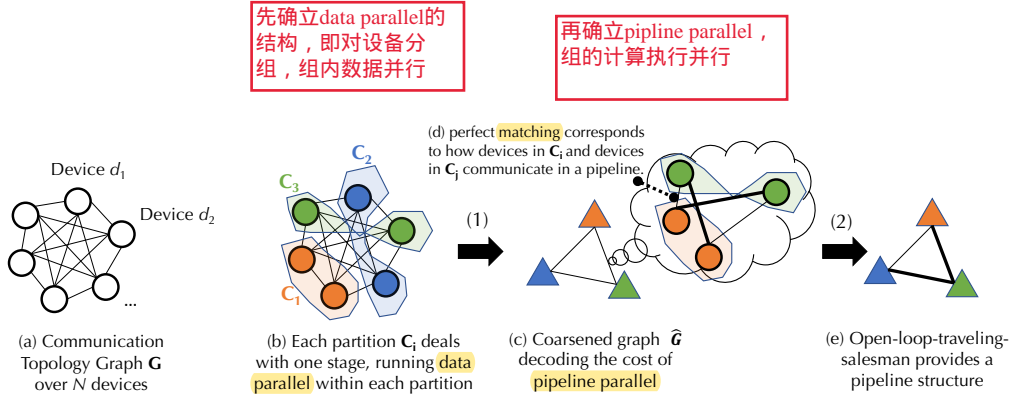 先确立data parallel的
结构，即对设备分
组，组内数据并行
再确立pipline parallel，
组的计算执行并行
(d) perfect matching corresponds
to how devices in Cᵢ and devices
in Cⱼ communicate in a pipeline.
Device d₁
Device d₂
...
C₂
C₃
C₁
(1)
(2)
(a) Communication
Topology Graph G
over N devices
(b) Each partition Cᵢ deals
with one stage, running data
parallel within each partition
(c) Coarsened graph Ĝ
decoding the cost of
pipeline parallel
(e) Open-loop-traveling-
salesman provides a
pipeline structure